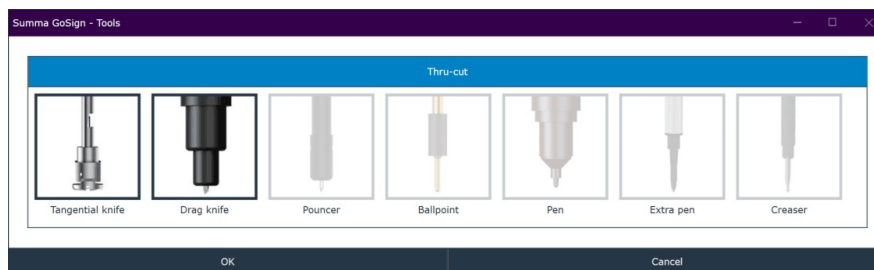 Summa GoSign - Tools
Thru-cut
Tangential knife Drag knife Pouncer Ballpoint Pen Extra pen Creaser
OK Cancel